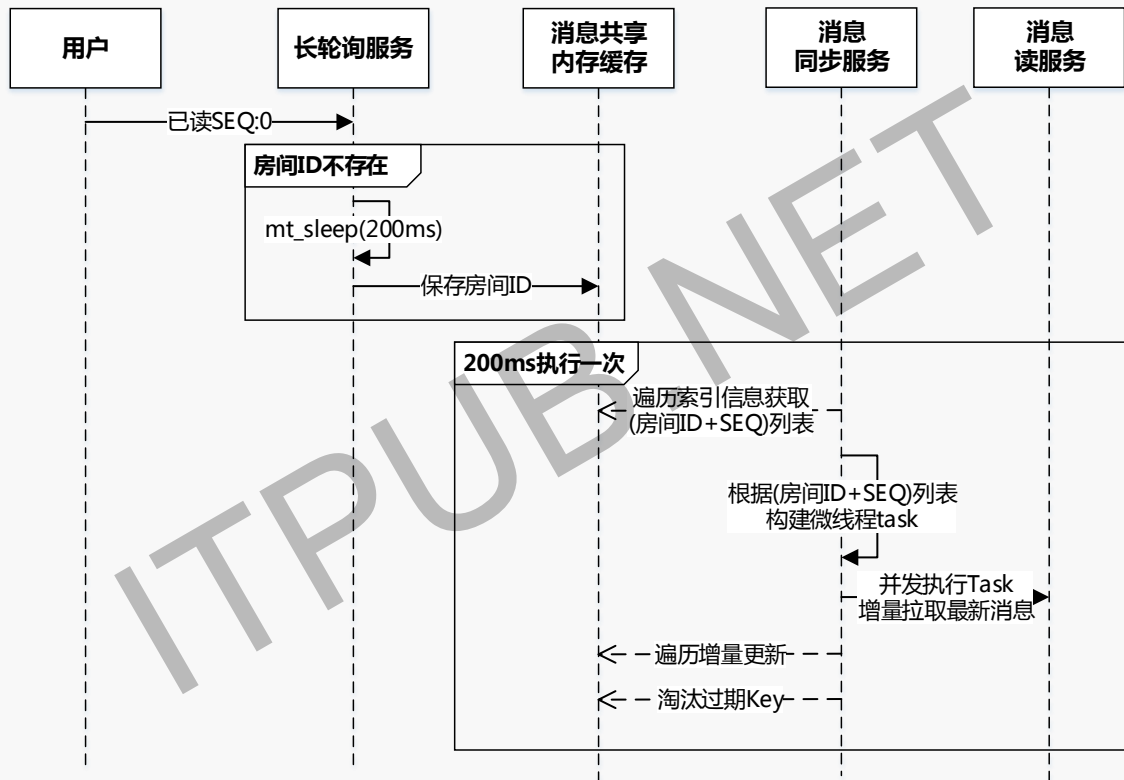 用户
长轮询服务
消息共享
内存缓存
消息
同步服务
消息
读服务
已读SEQ:0
房间ID不存在
mt_sleep(200ms)
保存房间ID
200ms执行一次
遍历索引信息获取
(房间ID+SEQ)列表
根据(房间ID+SEQ)列表
构建微线程task
并发执行Task
增量拉取最新消息
遍历增量更新
淘汰过期Key
ITPUB.NET